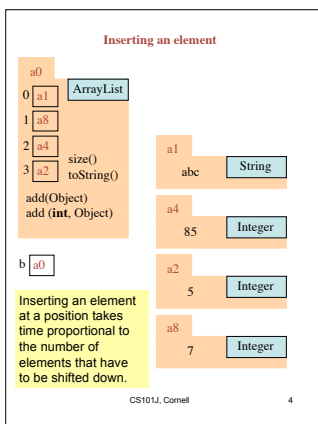 Inserting an element
a0
ArrayList
0 a1
1 a8
2 a4
3 a2
size()
toString()
add(Object)
add (int, Object)
b a0
Inserting an element
at a position takes
time proportional to
the number of
elements that have
to be shifted down.
a1
abc
String
a4
85
Integer
a2
5
Integer
a8
7
Integer
CS101J, Cornell
4